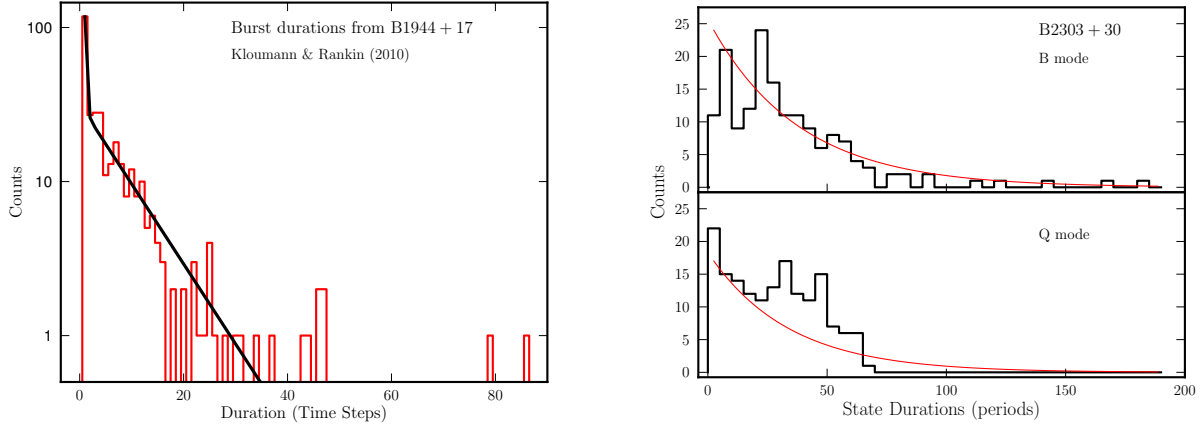 Burst durations from B1944 + 17
Kloumann & Rankin (2010)
100
10
1
Counts
0
20
40
60
80
Duration (Time Steps)
B2303 + 30
B mode
25
20
15
10
5
0
Counts
Q mode
25
20
15
10
5
0
0
50
100
150
200
State Durations (periods)